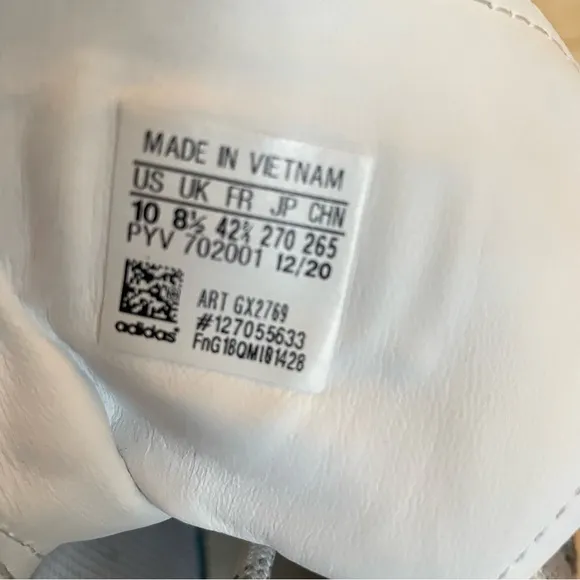 MADE IN VIETNAM
US UK FR JP CHN
10 8½ 42⅔ 270 265
PYV 702001 12/20
ART GX2769
#127055633
adidas